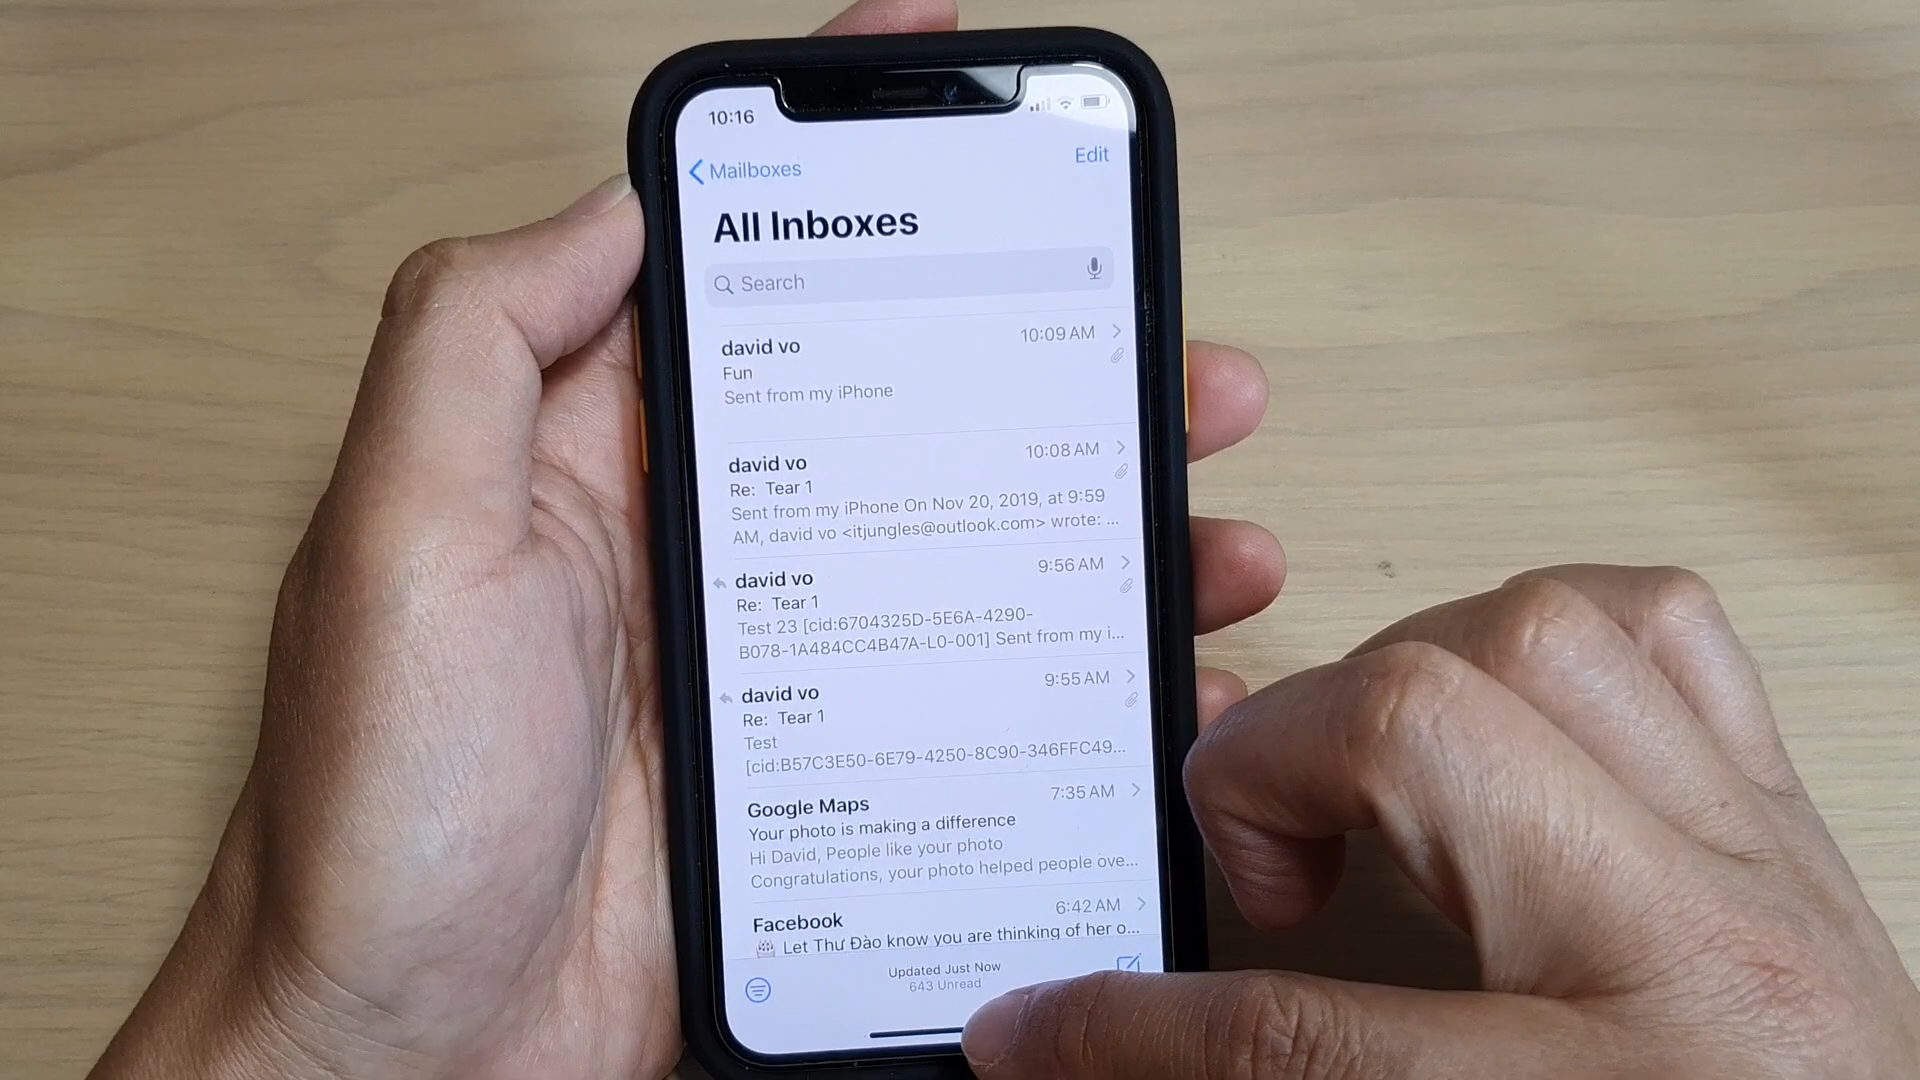 10:16
Mailboxes
Edit
All Inboxes
Search
david vo
10:09 AM
Fun
Sent from my iPhone
david vo
10:08 AM
Re: Tear 1
Sent from my iPhone On Nov 20, 2019, at 9:59
AM, david vo <itjungles@outlook.com> wrote: ...
david vo
9:56 AM
Re: Tear 1
Test 23 [cid:6704325D-5E6A-4290-
B078-1A484CC4B47A-L0-001] Sent from my i...
david vo
9:55 AM
Re: Tear 1
Test
[cid:B57C3E50-6E79-4250-8C90-346FFC49...
Google Maps
7:35 AM
Your photo is making a difference
Hi David, People like your photo
Congratulations, your photo helped people ove...
Facebook
6:42 AM
Let Thư Đào know you are thinking of her o...
Updated Just Now
643 Unread